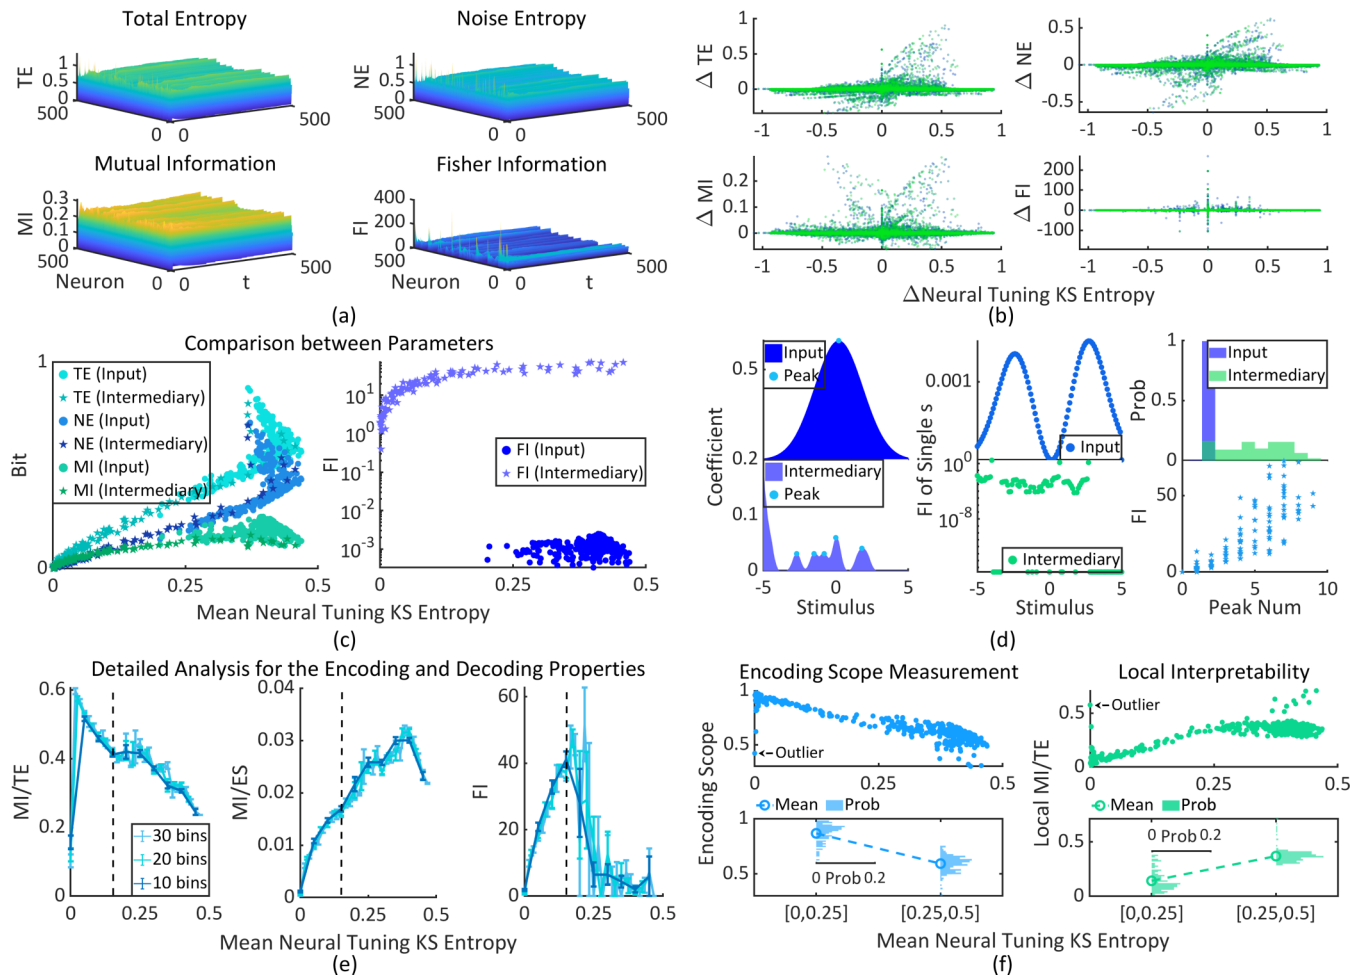 Total Entropy
Noise Entropy
TE
1
0.5
0
500
0
0
500
NE
1
0.5
0
500
0
0
500
Mutual Information
Fisher Information
MI
0.3
0.2
0.1
0
500
Neuron
0
0
500
FI
400
200
0
500
0
0
t
500
(a)
Δ TE
1
0.5
0
-1
-0.5
0
0.5
1
Δ NE
0.5
0
-0.5
-1
-0.5
0
0.5
1
Δ MI
0.2
0.1
0
-1
-0.5
0
0.5
1
Δ FI
200
100
0
-100
-1
-0.5
0
0.5
1
ΔNeural Tuning KS Entropy
(b)
Comparison between Parameters
Bit
1
0
TE (Input)
TE (Intermediary)
NE (Input)
NE (Intermediary)
MI (Input)
MI (Intermediary)
0
0.25
0.5
FI
10^1
10^0
10^-1
10^-2
10^-3
FI (Input)
FI (Intermediary)
0
0.25
0.5
Mean Neural Tuning KS Entropy
(c)
Coefficient
0.5
0.2
Input
Peak
Intermediary
Peak
0.1
0
-5
0
5
Stimulus
FI of Single s
0.001
Input
10^0
10^-8
Intermediary
-5
0
5
Stimulus
Prob
1
0.5
0
Input
Intermediary
FI
50
0
0
5
10
Peak Num
(d)
Detailed Analysis for the Encoding and Decoding Properties
MI/TE
0.6
0.4
0.2
0
30 bins
20 bins
10 bins
0
0.25
0.5
MI/ES
0.04
0.03
0.02
0.01
0
0
0.25
0.5
FI
60
40
20
0
0
0.25
0.5
Mean Neural Tuning KS Entropy
(e)
Encoding Scope Measurement
Local Interpretability
Encoding Scope
1
0.5
Outlier
0
0.25
0.5
Mean
Prob
1
0.5
0 Prob 0.2
[0,0.25]
[0.25,0.5]
Local MI/TE
0.5
0
Outlier
0
0.25
0.5
Mean
Prob
0.5
0
0 Prob 0.2
[0,0.25]
[0.25,0.5]
Mean Neural Tuning KS Entropy
(f)